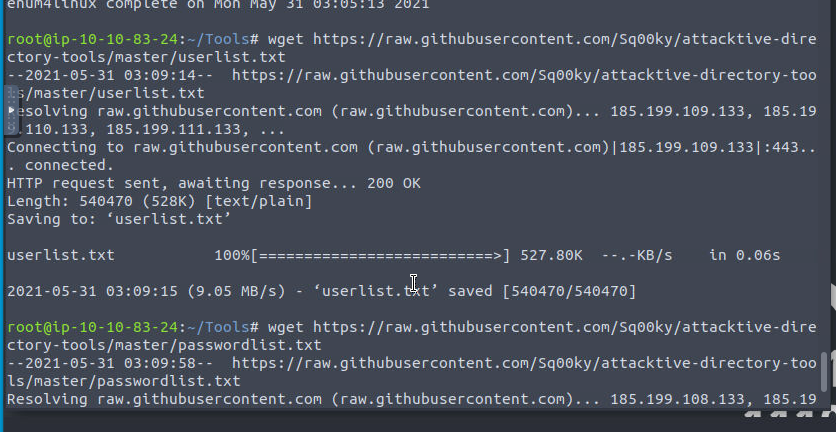 enum4linux complete on Mon May 31 03:05:13 2021
root@ip-10-10-83-24:~/Tools# wget https://raw.githubusercontent.com/Sq00ky/attacktive-dire
ctory-tools/master/userlist.txt
--2021-05-31 03:09:14--  https://raw.githubusercontent.com/Sq00ky/attacktive-directory-too
s/master/userlist.txt
esolving raw.githubusercontent.com (raw.githubusercontent.com)... 185.199.109.133, 185.19
.110.133, 185.199.111.133, ...
Connecting to raw.githubusercontent.com (raw.githubusercontent.com)|185.199.109.133|:443..
. connected.
HTTP request sent, awaiting response... 200 OK
Length: 540470 (528K) [text/plain]
Saving to: ‘userlist.txt’
userlist.txt           100%[==========================>] 527.80K  --.-KB/s    in 0.06s
2021-05-31 03:09:15 (9.05 MB/s) - ‘userlist.txt’ saved [540470/540470]
root@ip-10-10-83-24:~/Tools# wget https://raw.githubusercontent.com/Sq00ky/attacktive-dire
ctory-tools/master/passwordlist.txt
--2021-05-31 03:09:58--  https://raw.githubusercontent.com/Sq00ky/attacktive-directory-too
ls/master/passwordlist.txt
Resolving raw.githubusercontent.com (raw.githubusercontent.com)... 185.199.108.133, 185.19